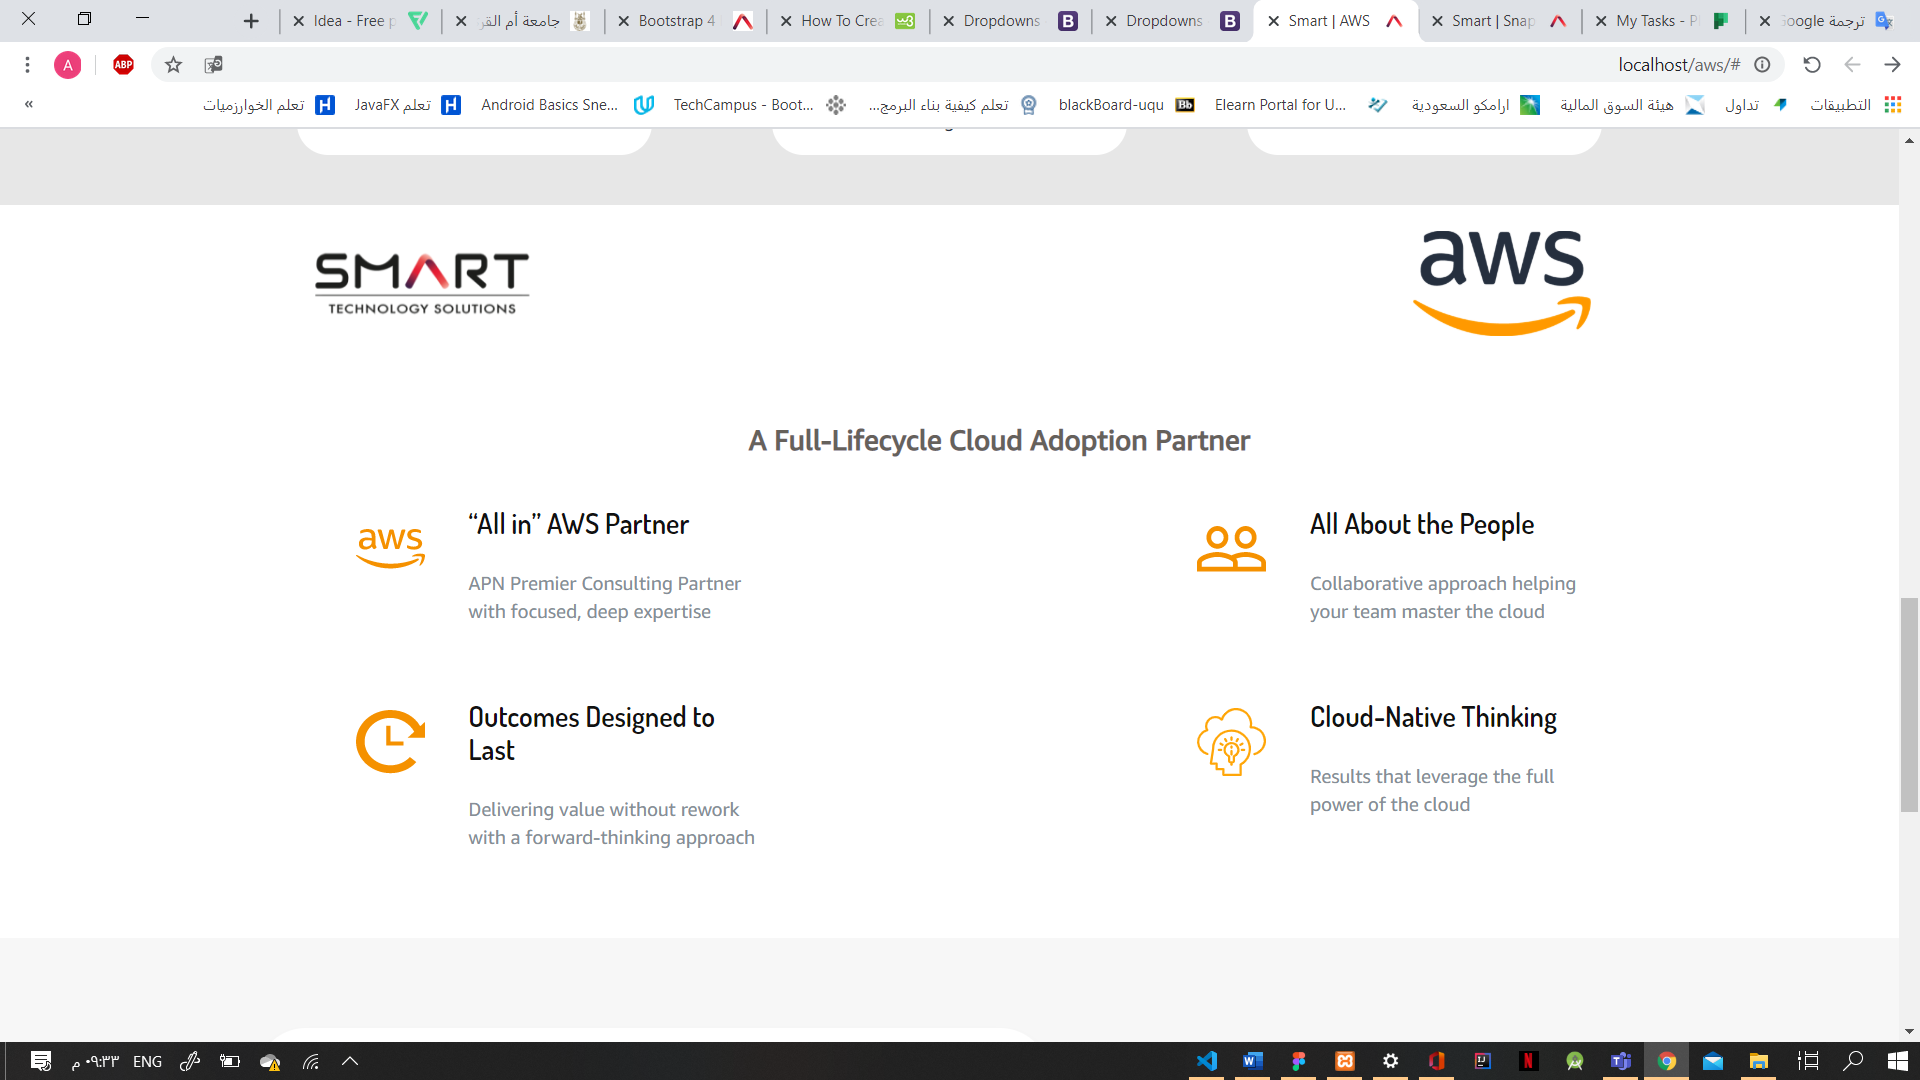 Idea - Free
جامعة أم القر
Bootstrap 4
How To Crea
Dropdowns
Dropdowns
Smart | AWS
Smart | Snap
My Tasks - P
ترجمة Google
A
ABP
localhost/aws/#
»
تعلم الخوارزميات
تعلم JavaFX
Android Basics Sne...
TechCampus - Boot...
تعلم كيفية بناء البرمج...
blackBoard-uqu
Bb
Elearn Portal for U...
ارامكو السعودية
هيئة السوق المالية
تداول
التطبيقات
SMART
TECHNOLOGY SOLUTIONS
aws
A Full-Lifecycle Cloud Adoption Partner
aws
“All in” AWS Partner
APN Premier Consulting Partner
with focused, deep expertise
All About the People
Collaborative approach helping
your team master the cloud
Outcomes Designed to
Last
Delivering value without rework
with a forward-thinking approach
Cloud-Native Thinking
Results that leverage the full
power of the cloud
٠٩:٣٣ م
ENG